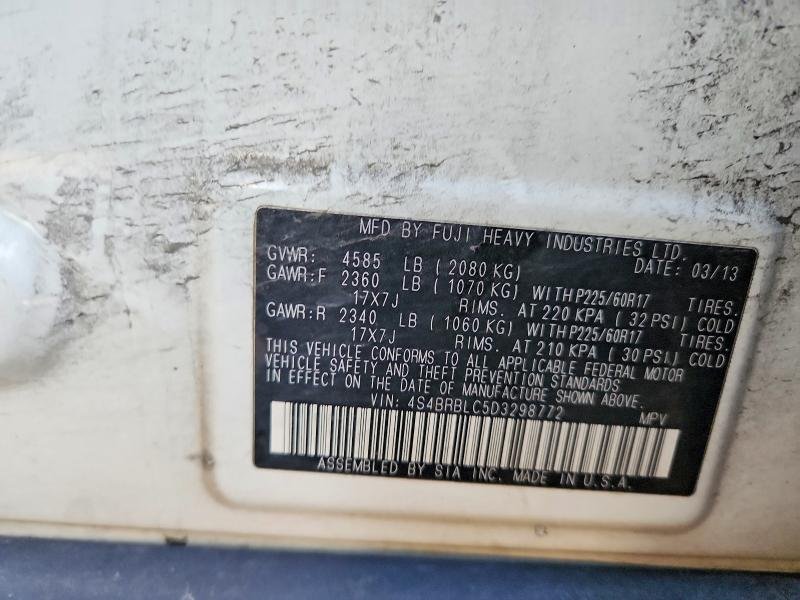 MFD BY FUJI HEAVY INDUSTRIES LTD.
DATE: 03/13
GVWR: 4585 LB ( 2080 KG)
GAWR:F 2360 LB ( 1070 KG) WITH P225/60R17 TIRES.
17X7J RIMS. AT 220 KPA ( 32 PSI) COLD
GAWR:R 2340 LB ( 1060 KG) WITH P225/60R17 TIRES.
17X7J RIMS. AT 210 KPA ( 30 PSI) COLD
THIS VEHICLE CONFORMS TO ALL APPLICABLE FEDERAL MOTOR
VEHICLE SAFETY AND THEFT PREVENTION STANDARDS
IN EFFECT ON THE DATE OF MANUFACTURE SHOWN ABOVE.
VIN: 4S4BRBLC5D3298772 MPV
ASSEMBLED BY SIA INC. MADE IN U.S.A.